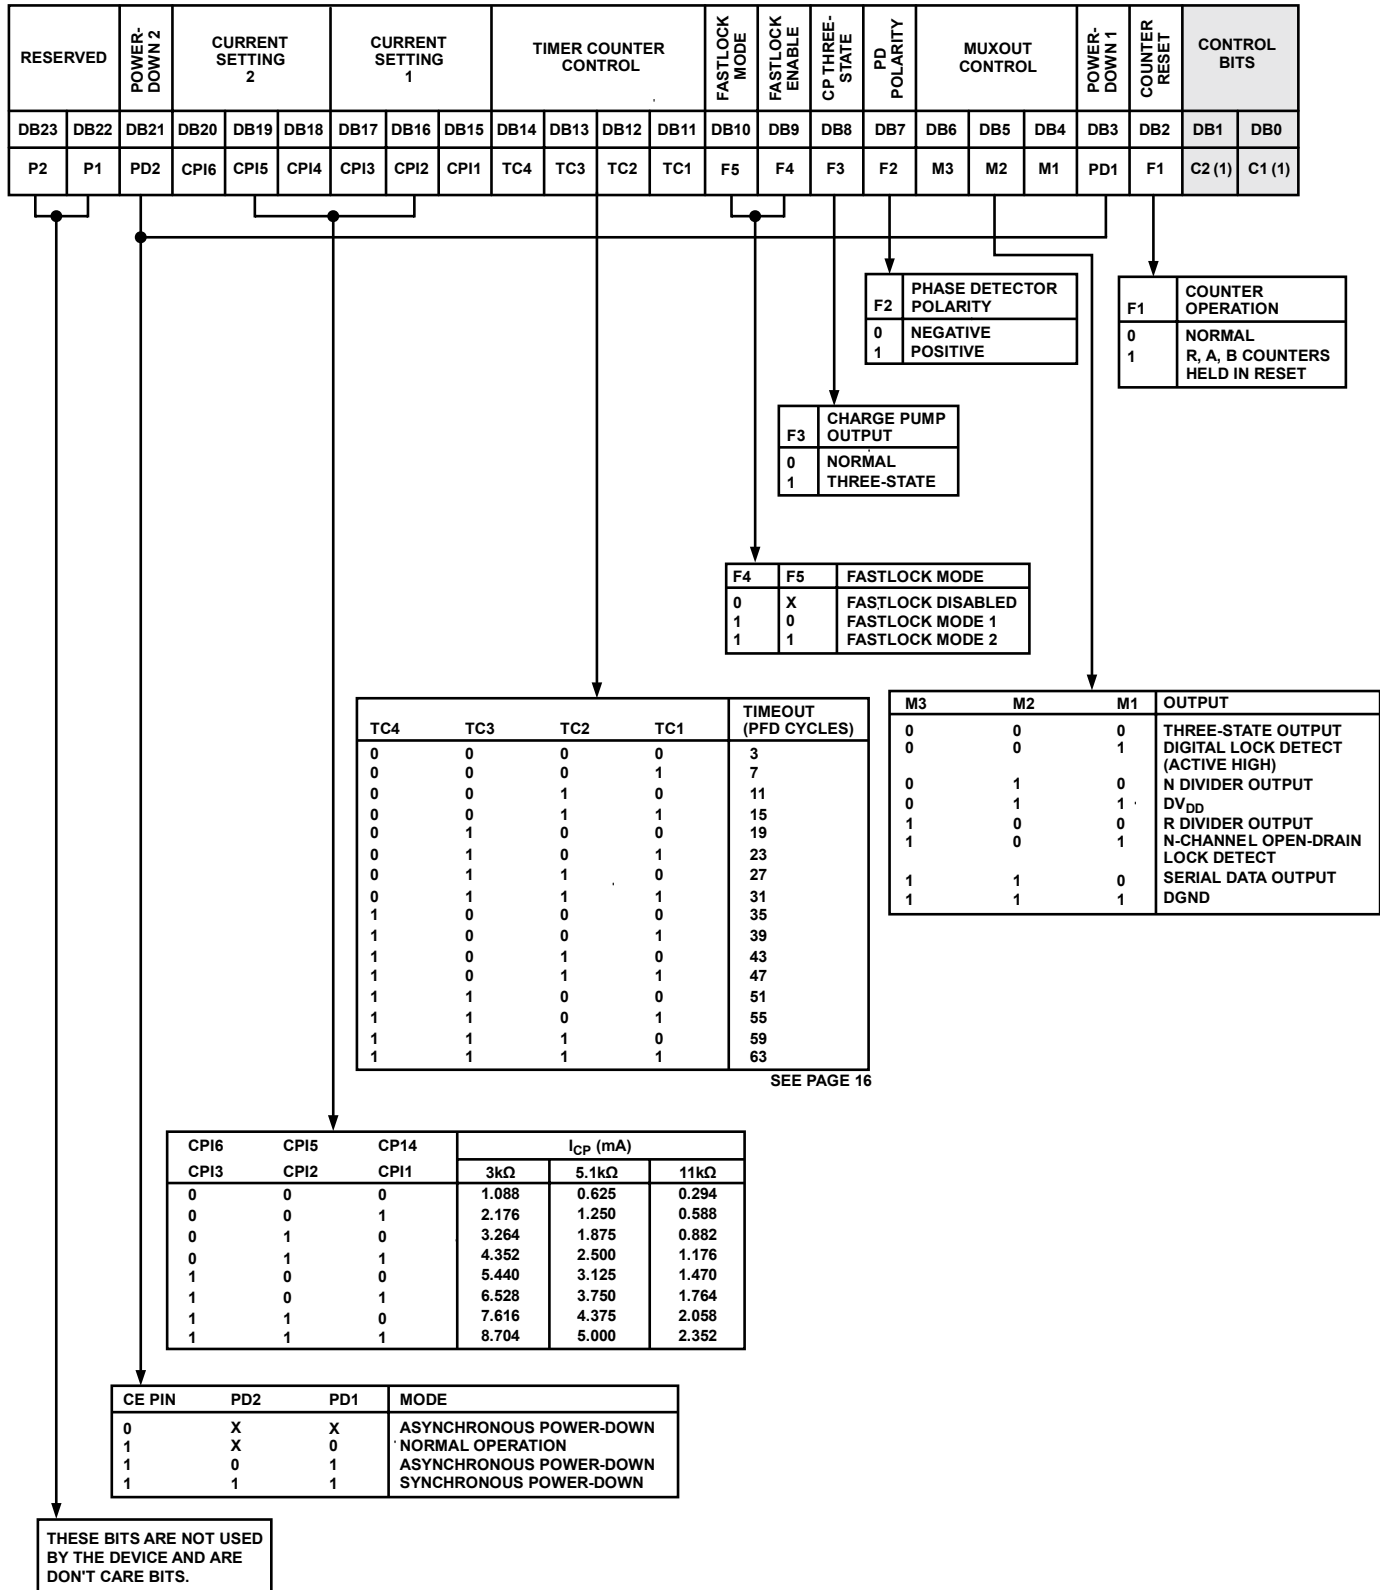 RESERVED
POWER-
DOWN 2
CURRENT
SETTING
2
CURRENT
SETTING
1
TIMER COUNTER
CONTROL
FASTLOCK
MODE
FASTLOCK
ENABLE
CP THREE-
STATE
PD
POLARITY
MUXOUT
CONTROL
POWER-
DOWN 1
COUNTER
RESET
CONTROL
BITS
DB23 DB22 DB21 DB20 DB19 DB18 DB17 DB16 DB15 DB14 DB13 DB12 DB11 DB10 DB9 DB8 DB7 DB6 DB5 DB4 DB3 DB2 DB1 DB0
P2 P1 PD2 CPI6 CPI5 CPI4 CPI3 CPI2 CPI1 TC4 TC3 TC2 TC1 F5 F4 F3 F2 M3 M2 M1 PD1 F1 C2 (1) C1 (1)
F2 PHASE DETECTOR
POLARITY
0 NEGATIVE
1 POSITIVE
F1 COUNTER
OPERATION
0 NORMAL
1 R, A, B COUNTERS
HELD IN RESET
F3 CHARGE PUMP
OUTPUT
0 NORMAL
1 THREE-STATE
F4 F5 FASTLOCK MODE
0 X FASTLOCK DISABLED
1 0 FASTLOCK MODE 1
1 1 FASTLOCK MODE 2
TC4 TC3 TC2 TC1 TIMEOUT
(PFD CYCLES)
0 0 0 0 3
0 0 0 1 7
0 0 1 0 11
0 0 1 1 15
0 1 0 0 19
0 1 0 1 23
0 1 1 0 27
0 1 1 1 31
1 0 0 0 35
1 0 0 1 39
1 0 1 0 43
1 0 1 1 47
1 1 0 0 51
1 1 0 1 55
1 1 1 0 59
1 1 1 1 63
SEE PAGE 16
M3 M2 M1 OUTPUT
0 0 0 THREE-STATE OUTPUT
0 0 1 DIGITAL LOCK DETECT
(ACTIVE HIGH)
0 1 0 N DIVIDER OUTPUT
0 1 1 DVDD
1 0 0 R DIVIDER OUTPUT
1 0 1 N-CHANNEL OPEN-DRAIN
LOCK DETECT
1 1 0 SERIAL DATA OUTPUT
1 1 1 DGND
CPI6 CPI5 CP14 ICP (mA)
CPI3 CPI2 CPI1 3kΩ 5.1kΩ 11kΩ
0 0 0 1.088 0.625 0.294
0 0 1 2.176 1.250 0.588
0 1 0 3.264 1.875 0.882
0 1 1 4.352 2.500 1.176
1 0 0 5.440 3.125 1.470
1 0 1 6.528 3.750 1.764
1 1 0 7.616 4.375 2.058
1 1 1 8.704 5.000 2.352
CE PIN PD2 PD1 MODE
0 X X ASYNCHRONOUS POWER-DOWN
1 X 0 NORMAL OPERATION
1 0 1 ASYNCHRONOUS POWER-DOWN
1 1 1 SYNCHRONOUS POWER-DOWN
THESE BITS ARE NOT USED
BY THE DEVICE AND ARE
DON'T CARE BITS.